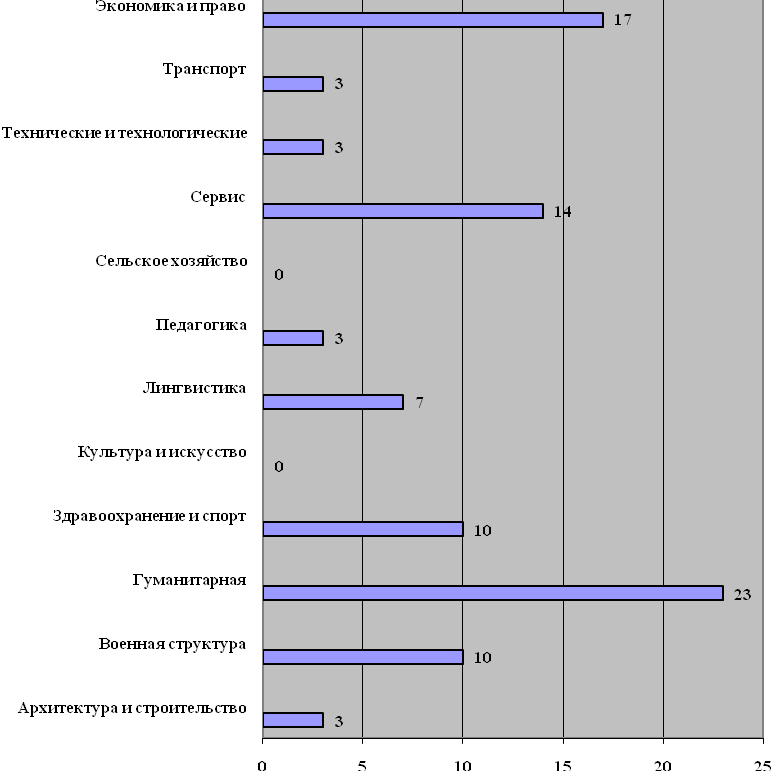 Экономика и право
17
Транспорт
3
Технические и технологические
3
Сервис
14
Сельское хозяйство
0
Педагогика
3
Лингвистика
7
Культура и искусство
0
Здравоохранение и спорт
10
Гуманитарная
23
Военная структура
10
Архитектура и строительство
3
0 5 10 15 20 25